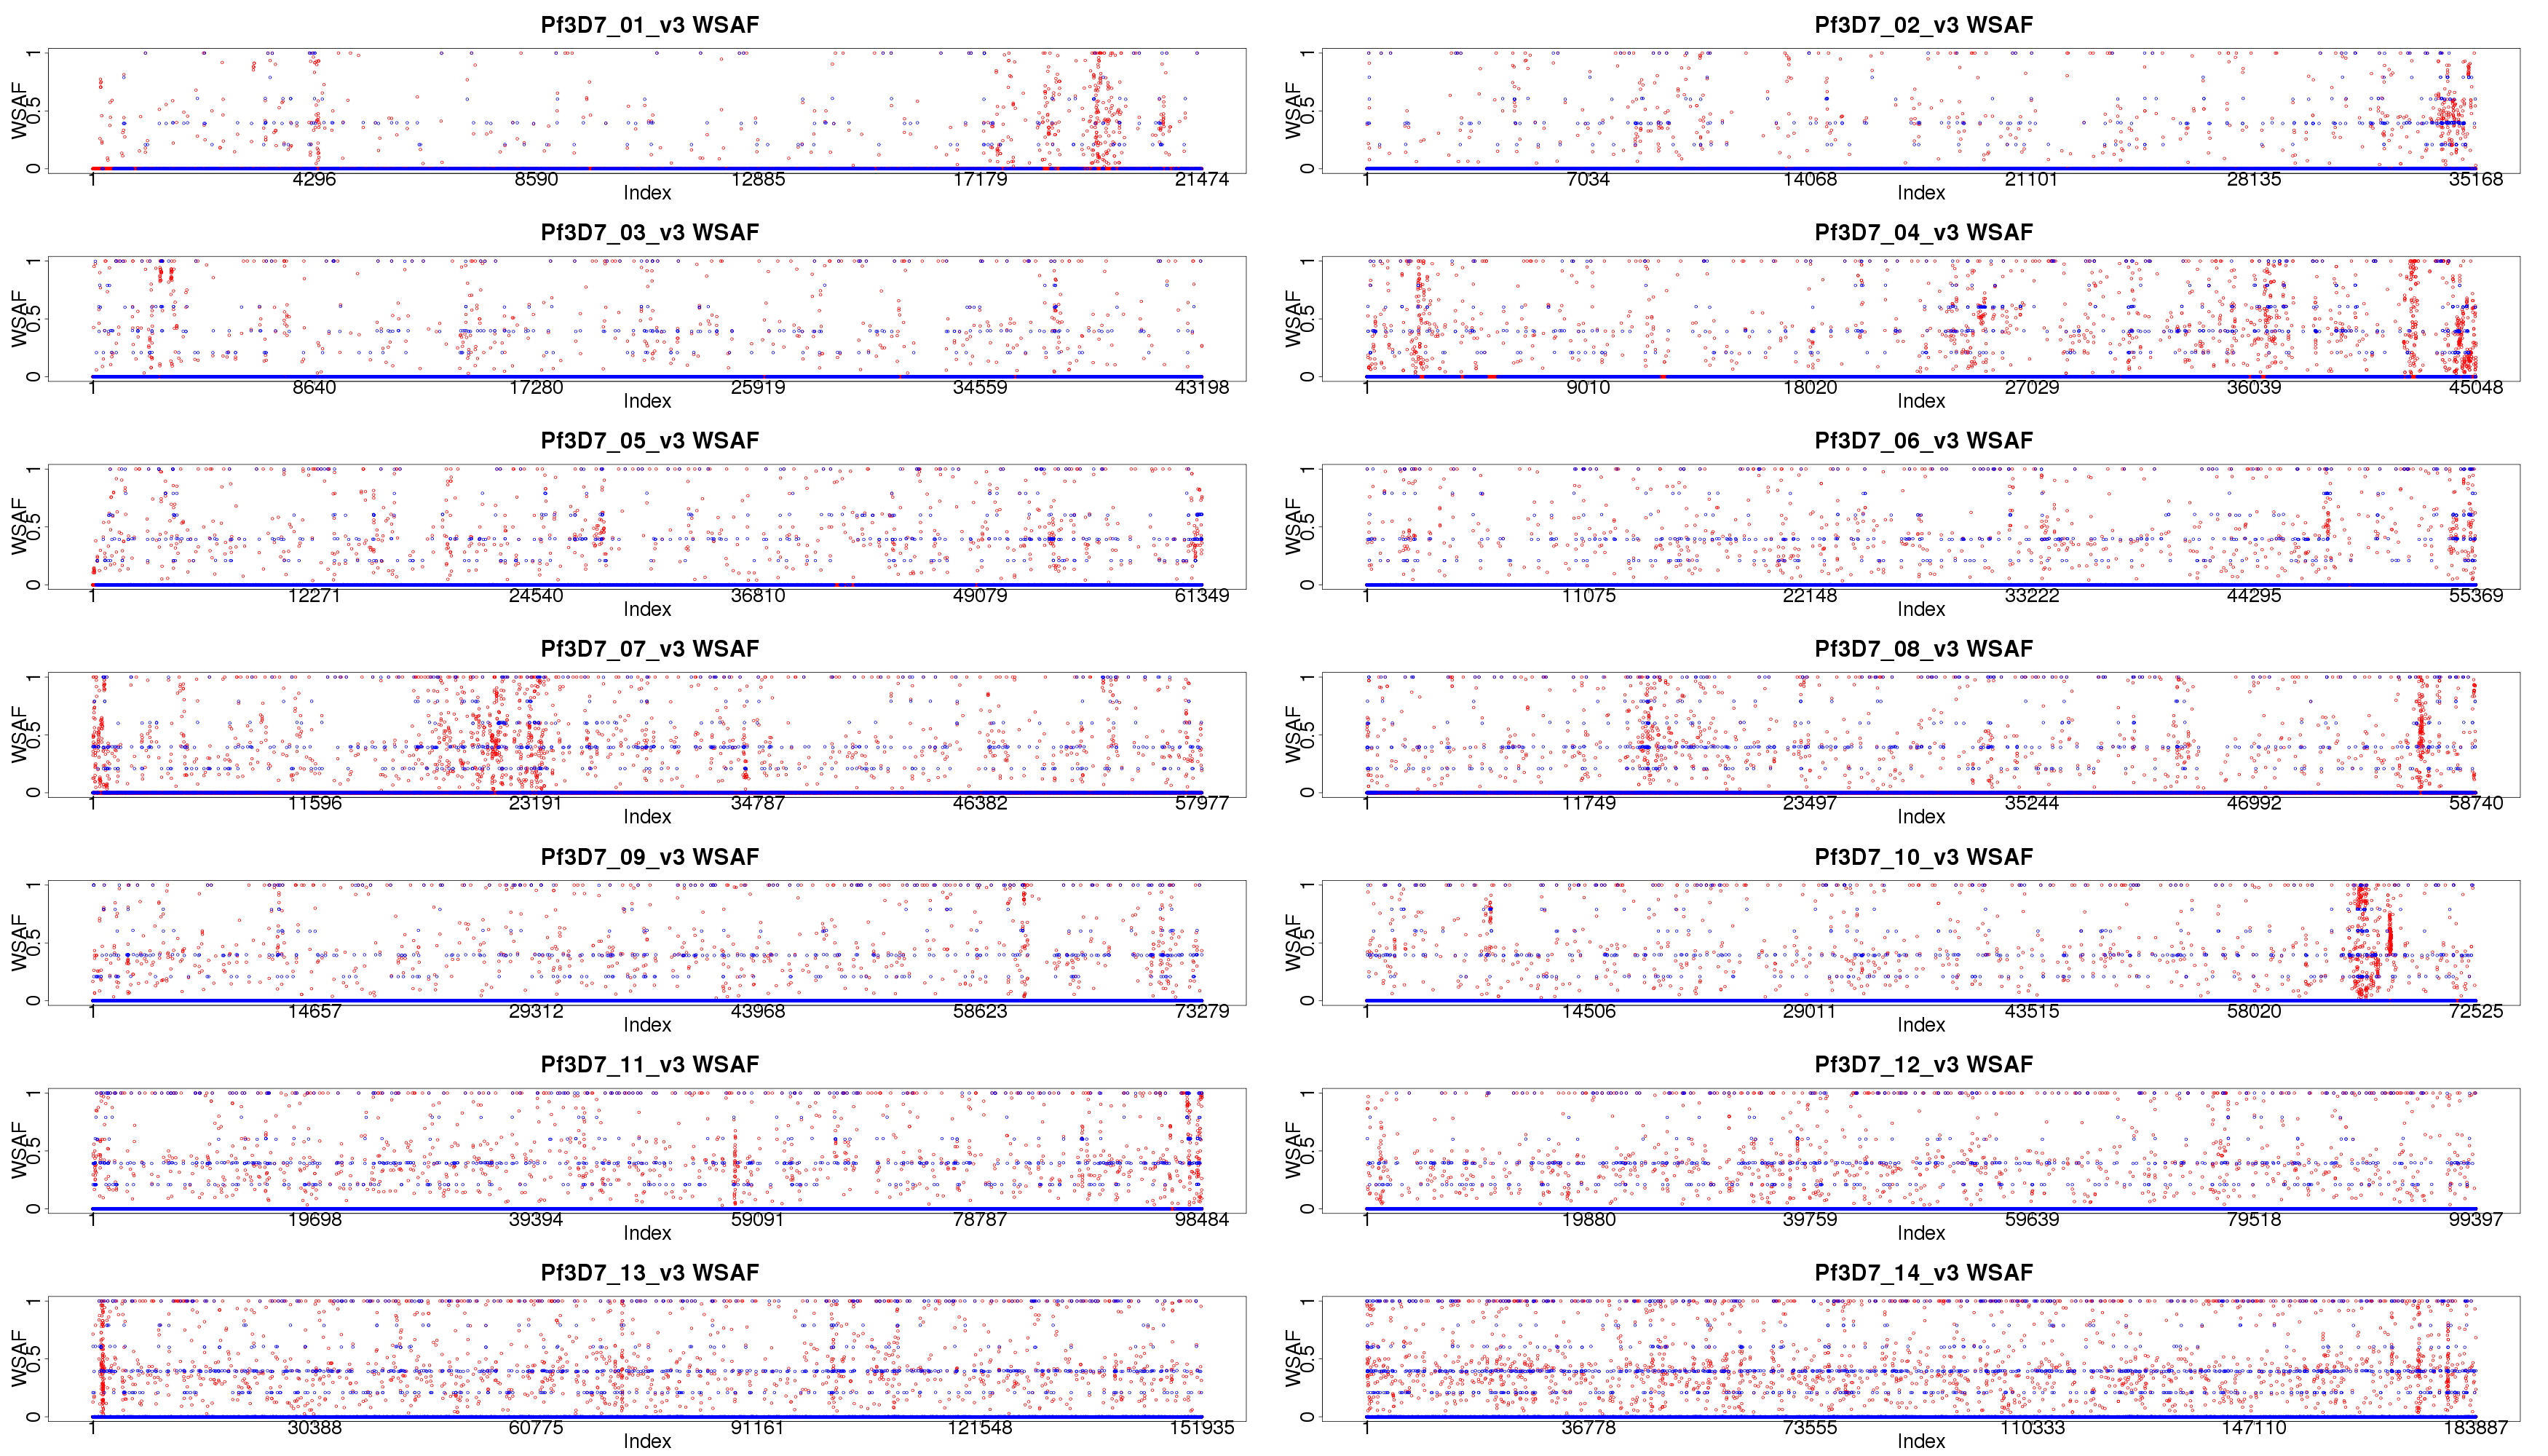 Pf3D7_01_v3 WSAF
WSAF
0 0.5 1
1 4296 8590 12885 17179 21474
Index
Pf3D7_02_v3 WSAF
WSAF
0 0.5 1
1 7034 14068 21101 28135 35168
Index
Pf3D7_03_v3 WSAF
WSAF
0 0.5 1
1 8640 17280 25919 34559 43198
Index
Pf3D7_04_v3 WSAF
WSAF
0 0.5 1
1 9010 18020 27029 36039 45048
Index
Pf3D7_05_v3 WSAF
WSAF
0 0.5 1
1 12271 24540 36810 49079 61349
Index
Pf3D7_06_v3 WSAF
WSAF
0 0.5 1
1 11075 22148 33222 44295 55369
Index
Pf3D7_07_v3 WSAF
WSAF
0 0.5 1
1 11596 23191 34787 46382 57977
Index
Pf3D7_08_v3 WSAF
WSAF
0 0.5 1
1 11749 23497 35244 46992 58740
Index
Pf3D7_09_v3 WSAF
WSAF
0 0.5 1
1 14657 29312 43968 58623 73279
Index
Pf3D7_10_v3 WSAF
WSAF
0 0.5 1
1 14506 29011 43515 58020 72525
Index
Pf3D7_11_v3 WSAF
WSAF
0 0.5 1
1 19698 39394 59091 78787 98484
Index
Pf3D7_12_v3 WSAF
WSAF
0 0.5 1
1 19880 39759 59639 79518 99397
Index
Pf3D7_13_v3 WSAF
WSAF
0 0.5 1
1 30388 60775 91161 121548 151935
Index
Pf3D7_14_v3 WSAF
WSAF
0 0.5 1
1 36778 73555 110333 147110 183887
Index